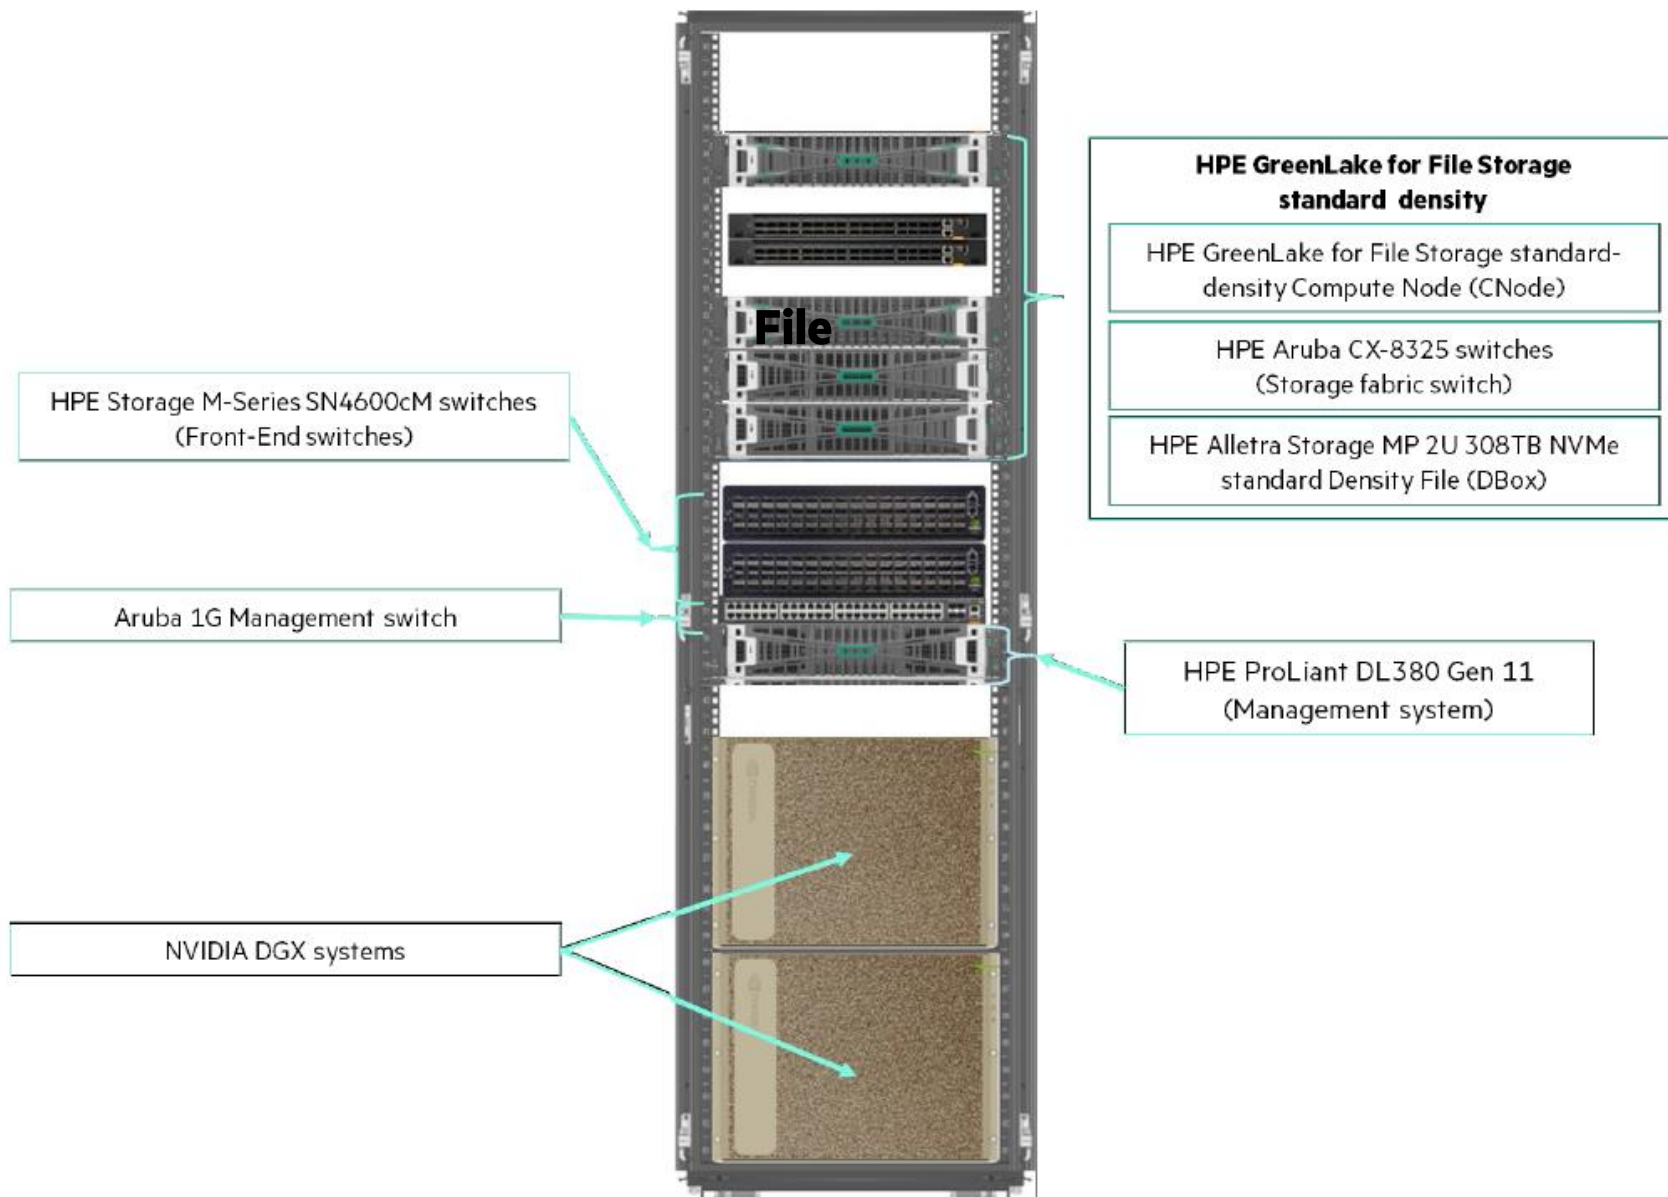 HPE GreenLake for File Storage
standard density
HPE GreenLake for File Storage standard-
density Compute Node (CNode)
HPE Aruba CX-8325 switches
(Storage fabric switch)
HPE Alletra Storage MP 2U 308TB NVMe
standard Density File (DBox)
File
HPE Storage M-Series SN4600cM switches
(Front-End switches)
Aruba 1G Management switch
HPE ProLiant DL380 Gen 11
(Management system)
NVIDIA DGX systems